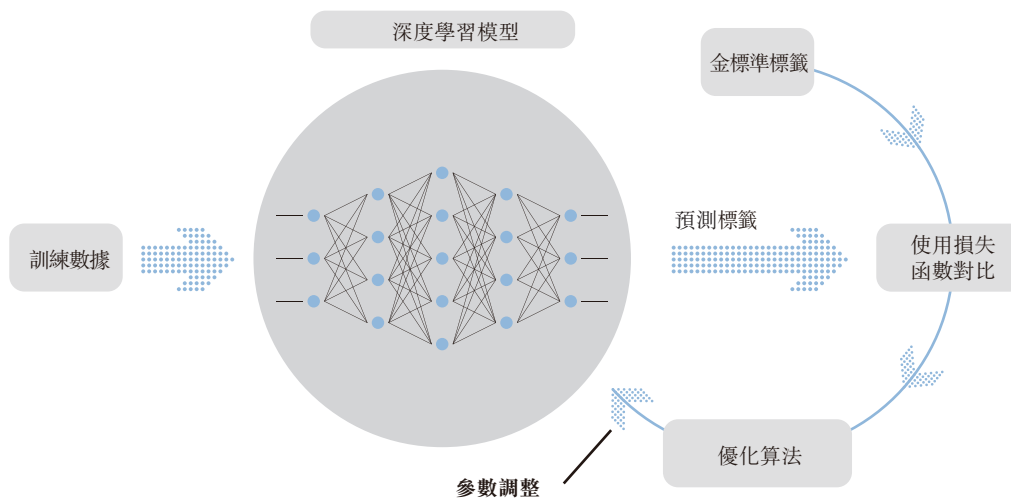 深度學習模型
金標準標籤
預測標籤
訓練數據
使用損失
函數對比
優化算法
參數調整